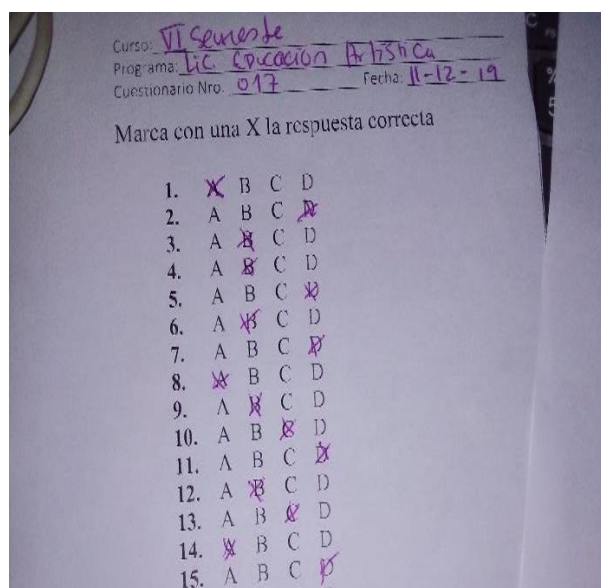 Curso: VI Semestre
Programa: Lic Educación Artistica
Cuestionario Nro. 017 Fecha: 11-12-19
Marca con una X la respuesta correcta
1. A B C D
2. A B C D
3. A B C D
4. A B C D
5. A B C D
6. A B C D
7. A B C D
8. A B C D
9. A B C D
10. A B C D
11. A B C D
12. A B C D
13. A B C D
14. A B C D
15. A B C D